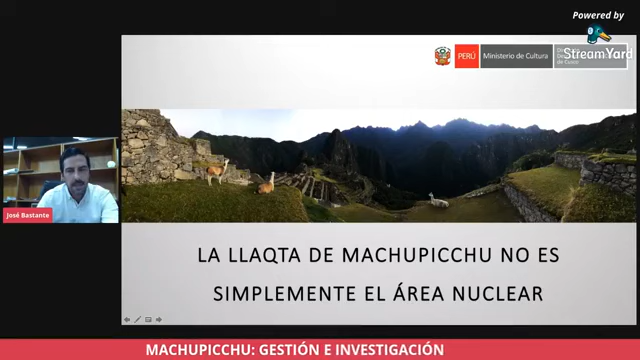 Powered by
StreamYard
PERÚ
Ministerio de Cultura
de Cusco
José Bastante
LA LLAQTA DE MACHUPICCHU NO ES
SIMPLEMENTE EL ÁREA NUCLEAR
MACHUPICCHU: GESTIÓN E INVESTIGACIÓN